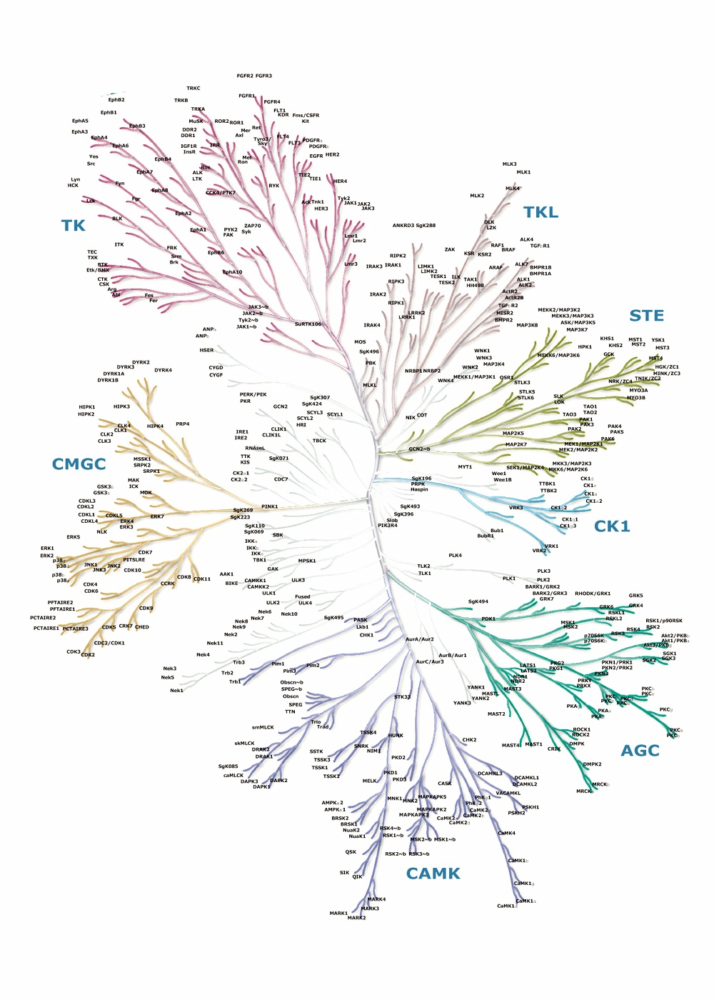 FGFR2 FGFR3
TRKC
FGFR1
EphB2
TRKB
FGFR4
EphB1
TRKA
FLT1
KDR
Fms/CSFR
Kit
EphA5
EphB3
MuSK
ROR2
ROR1
EphA3
DDR2
DDR1
Mer
Axl
Ret
EphA4
FLT4
FLT3
Tyro3/
Sky
EphA6
IGF1R
InsR
IRR
Yes
Src
EphB4
Met
Ron
EGFR
HER2
MLK3
MLK1
Ros
ALK
LTK
EphA7
TIE2
TIE1
HER4
Lyn
HCK
Fyn
EphA8
CCK4/PTK7
RYK
MLK4
MLK2
Lck
Fgr
Ack
Tnk1
HER3
Tyk2
JAK1
JAK2
JAK3
TKL
EphA2
BLK
DLK
LZK
TK
ZAP70
Syk
PYK2
FAK
EphA1
ANKRD3
SgK288
Lmr1
Lmr2
ITK
FRK
EphB6
RAF1
BRAF
ALK4
ZAK
KSR
KSR2
TEC
TXK
Srm
Brk
RIPK2
Lmr3
BTK
Etk/BMX
IRAK3
IRAK1
LIMK1
LIMK2
ARAF
ALK7
BMPR1B
BMPR1A
EphA10
TESK1
TESK2
ILK
TAK1
HH498
CTK
CSK
RIPK3
ALK1
ALK2
Arg
Abl
Fes
Fer
IRAK2
ActR2
ActR2B
RIPK1
JAK3~b
JAK2~b
Tyk2~b
JAK1~b
LRRK2
LRRK1
MISR2
BMPR2
MEKK2/MAP3K2
MEKK3/MAP3K3
ASK/MAP3K5
MAP3K7
STE
SuRTK106
IRAK4
MAP3K8
MOS
SgK496
PBK
HSER
WNK1
WNK3
MAP3K4
MEKK6/MAP3K6
HPK1
KHS1
KHS2
MST1
MST2
YSK1
MST3
GCK
MST4
CYGD
CYGF
DYRK2
DYRK3
DYRK4
DYRK1A
DYRK1B
NRBP1
NRBP2
WNK2
WNK4
MEKK1/MAP3K1
OSR1
STLK3
HGK/ZC1
MINK/ZC3
TNIK/ZC2
NRK/ZC4
MLKL
MYO3A
MYO3B
PERK/PEK
PKR
SgK307
SgK424
STLK5
STLK6
SLK
LOK
GCN2
HIPK1
HIPK2
HIPK3
SCYL3
SCYL2
SCYL1
HRI
NIK
COT
TAO1
TAO2
TAO3
PAK1
PAK3
PRP4
HIPK4
CLK4
CLK1
CLK2
CLK3
IRE1
IRE2
CLIK1
CLIK1L
PAK2
PAK4
PAK5
PAK6
MAP2K5
TBCK
RNAseL
GCN2~b
MAP2K7
MEK1/MAP2K1
MEK2/MAP2K2
CMGC
MSSK1
SRPK2
SRPK1
TTK
KIS
SgK071
MYT1
Wee1
Wee1B
SEK1/MAP2K4
MKK3/MAP2K3
MKK6/MAP2K6
CDC7
SgK196
PRPK
Haspin
MAK
ICK
MOK
TTBK1
TTBK2
CDKL3
CDKL2
CDKL1
CDKL4
CDKL5
ERK7
ERK4
ERK3
PINK1
SgK269
SgK223
SgK493
SgK396
Slob
PIK3R4
VRK3
CK1
NLK
ERK5
SgK110
SgK069
SBK
Bub1
BubR1
ERK1
ERK2
CDK7
PITSLRE
TBK1
MPSK1
VRK1
VRK2
PLK4
JNK1
JNK2
JNK3
CDK10
GAK
TLK2
TLK1
AAK1
BIKE
CAMKK1
CAMKK2
ULK3
PLK1
PLK3
PLK2
CDK8
CDK11
CCRK
CDK4
CDK6
ULK1
ULK2
Fused
ULK4
BARK1/GRK2
BARK2/GRK3
GRK7
RHODK/GRK1
GRK5
GRK4
GRK6
PFTAIRE2
PFTAIRE1
CDK9
SgK494
RSKL1
RSKL2
PCTAIRE2
PCTAIRE1
PCTAIRE3
CDK5
CRK7
CHED
Nek6
Nek10
Nek7
Nek8
Nek9
SgK495
PASK
Lkb1
CHK1
PDK1
MSK1
MSK2
RSK1/p90RSK
RSK2
RSK4
RSK3
p70S6K
Nek2
CDC2/CDK1
CDK3
CDK2
Nek11
AurA/Aur2
Nek4
AurB/Aur1
AurC/Aur3
SGK1
SGK3
SGK2
PKN1/PRK1
PKN2/PRK2
PKN3
Trb3
Pim1
Pim2
Pim3
LATS1
LATS2
PKG2
PKG1
Nek3
Nek5
Nek1
Trb2
Trb1
NDR1
NDR2
PRKY
PRKX
Obscn~b
SPEG~b
Obscn
SPEG
TTN
STK33
YANK1
YANK2
YANK3
MASTL
MAST3
MAST2
Trio
Trad
smMLCK
TSSK4
HUNK
CHK2
ROCK1
ROCK2
skMLCK
DRAK2
DRAK1
SNRK
NIM1
MAST4
MAST1
CRIK
DMPK
AGC
SSTK
TSSK3
TSSK1
TSSK2
PKD2
PKD1
PKD3
DMPK2
SgK085
caMLCK
DAPK3
DAPK2
DAPK1
MELK
CASK
DCAMKL3
DCAMKL1
DCAMKL2
VACAMKL
MNK1
MNK2
MAPKAPK5
MAPKAPK2
MAPKAPK3
PSKH1
PSKH2
BRSK2
BRSK1
NuaK2
NuaK1
RSK4~b
RSK1~b
MSK2~b
MSK1~b
CaMK4
QSK
RSK2~b
RSK3~b
SIK
QIK
CAMK
MARK4
MARK3
MARK1
MARK2